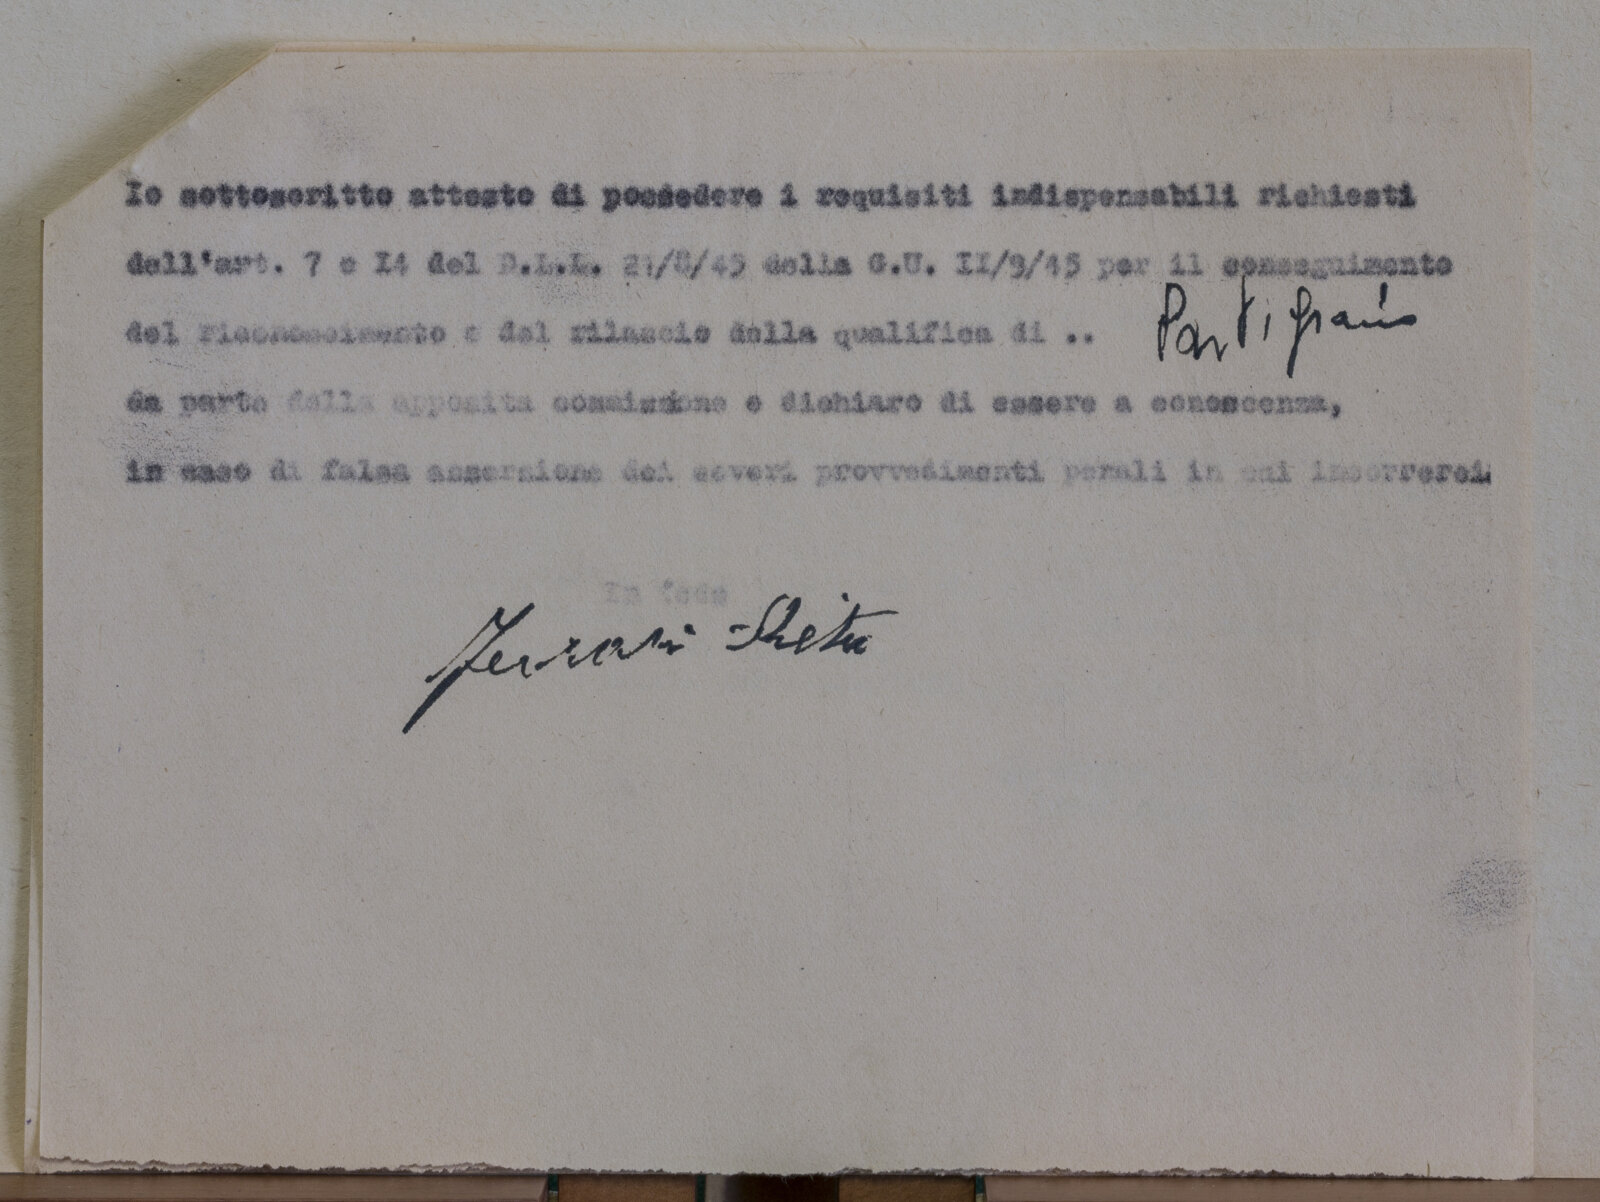 Io sottoscritto attesto di possedere i requisiti indispensabili richiesti
dell'art. 7 e I4 del D.L.L. 21/8/45 della G.U. II/9/45 per il conseguimento
del riconoscimento e del rilascio della qualifica di .. Partigiano
da parte della apposita commissione e dichiaro di essere a conoscenza,
in caso di falsa assersione dei severi provvedimenti penali in cui incorrerei.
In fede
Ferrari Rita